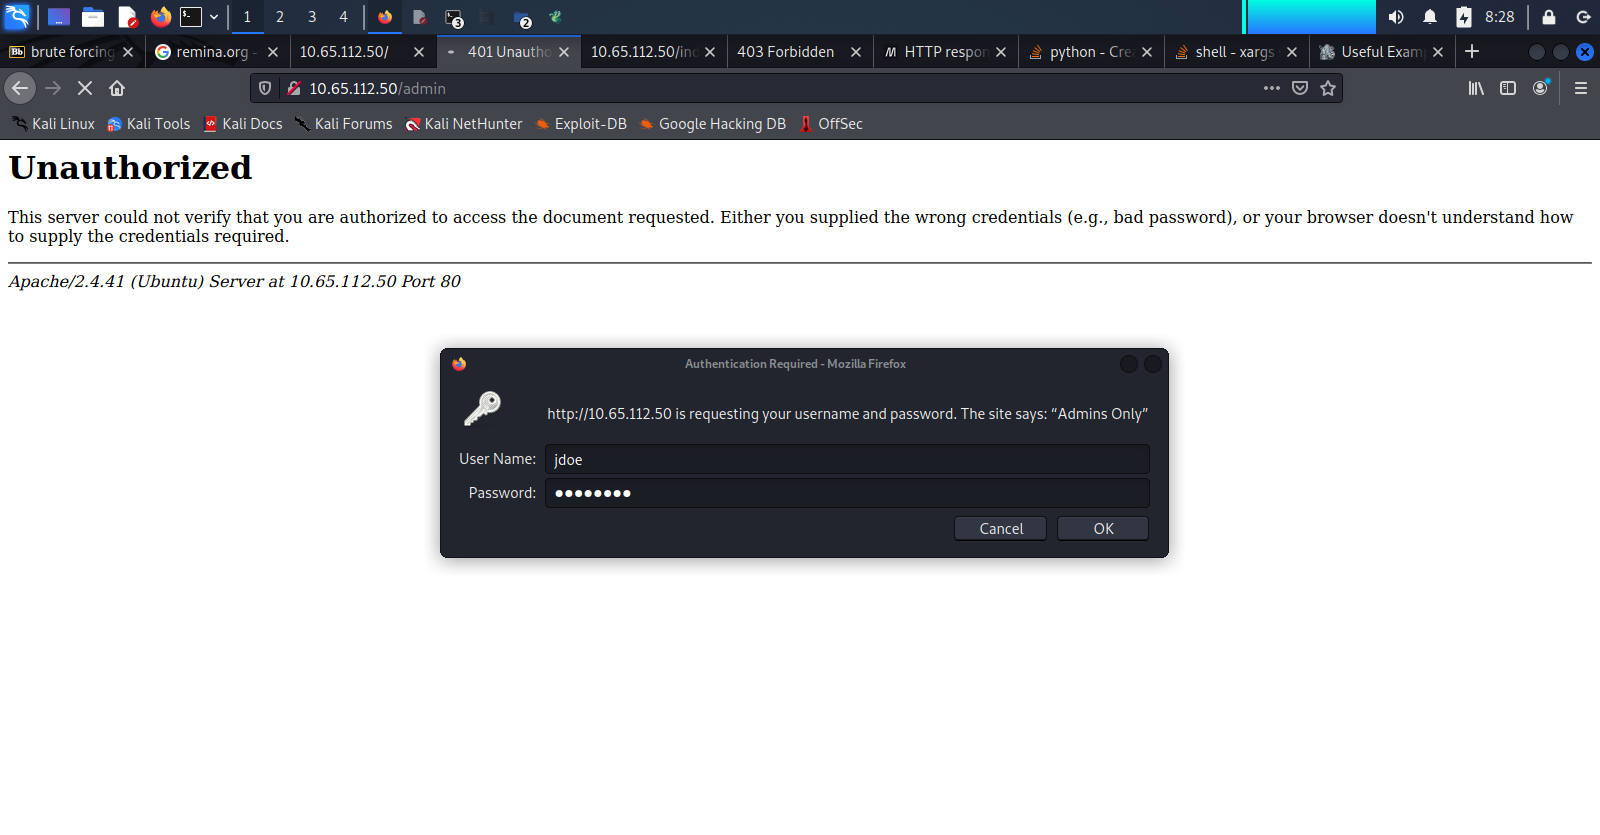 1 2 3 4 3 2 8:28
Bb brute forcing remina.org - 10.65.112.50/ 401 Unautho 10.65.112.50/inc 403 Forbidden M HTTP respon python - Cre shell - xargs Useful Exam
10.65.112.50/admin
Kali Linux Kali Tools Kali Docs Kali Forums Kali NetHunter Exploit-DB Google Hacking DB OffSec
Unauthorized
This server could not verify that you are authorized to access the document requested. Either you supplied the wrong credentials (e.g., bad password), or your browser doesn't understand how
to supply the credentials required.
Apache/2.4.41 (Ubuntu) Server at 10.65.112.50 Port 80
Authentication Required - Mozilla Firefox
http://10.65.112.50 is requesting your username and password. The site says: “Admins Only”
User Name: jdoe
Password: ••••••••
Cancel OK